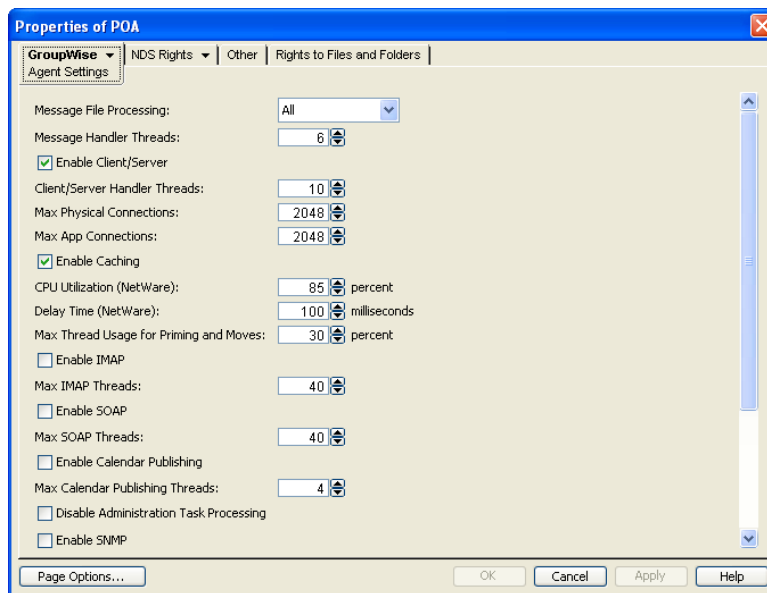 Properties of POA
GroupWise NDS Rights Other Rights to Files and Folders
Agent Settings
Message File Processing: All
Message Handler Threads: 6
Enable Client/Server
Client/Server Handler Threads: 10
Max Physical Connections: 2048
Max App Connections: 2048
Enable Caching
CPU Utilization (NetWare): 85 percent
Delay Time (NetWare): 100 milliseconds
Max Thread Usage for Priming and Moves: 30 percent
Enable IMAP
Max IMAP Threads: 40
Enable SOAP
Max SOAP Threads: 40
Enable Calendar Publishing
Max Calendar Publishing Threads: 4
Disable Administration Task Processing
Enable SNMP
Page Options... OK Cancel Apply Help